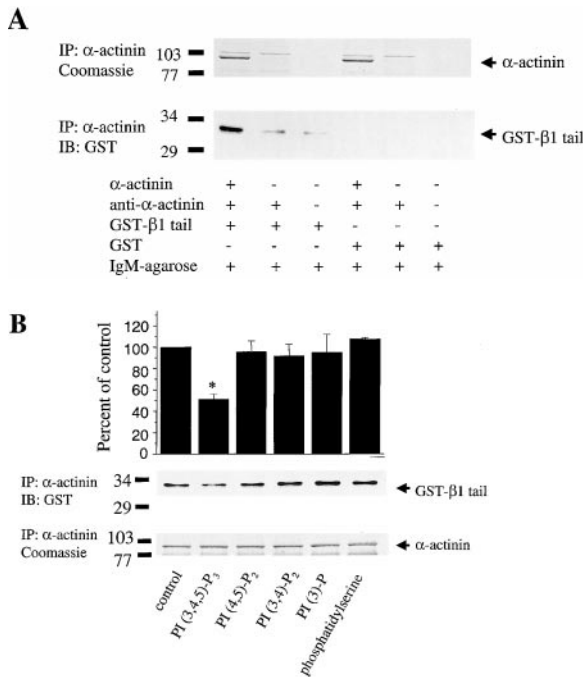 A
IP: α-actinin
Coomassie
103
77
α-actinin
IP: α-actinin
IB: GST
34
29
GST-β1 tail
α-actinin + - - + - -
anti-α-actinin + + - + + -
GST-β1 tail + + + - - -
GST - - - + + +
IgM-agarose + + + + + +
B
Percent of control
120
100
80
60
40
20
0
*
IP: α-actinin
IB: GST
34
29
GST-β1 tail
IP: α-actinin
Coomassie
103
77
α-actinin
control
PI (3,4,5)-P3
PI (4,5)-P2
PI (3,4)-P2
PI (3)-P
phosphatidylserine